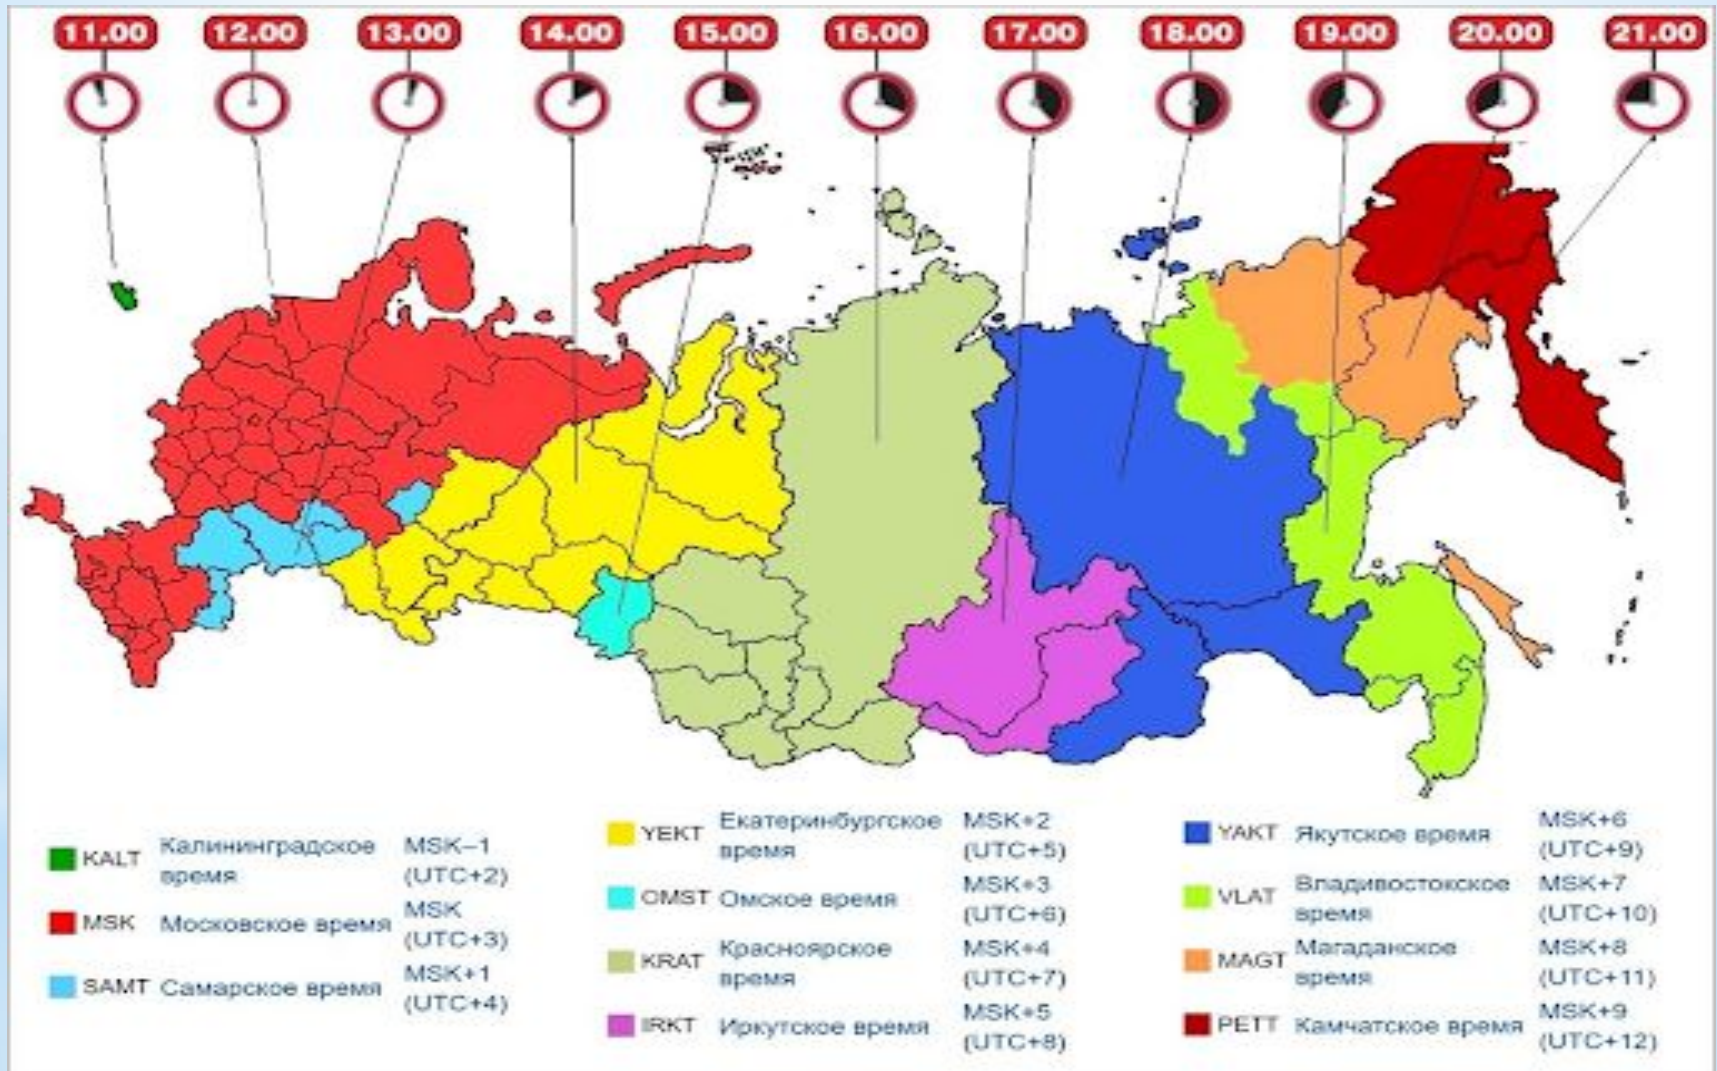 11.00 12.00 13.00 14.00 15.00 16.00 17.00 18.00 19.00 20.00 21.00
KALT Калининградское время MSK–1 (UTC+2)
MSK Московское время MSK (UTC+3)
SAMT Самарское время MSK+1 (UTC+4)
YEKT Екатеринбургское время MSK+2 (UTC+5)
OMST Омское время MSK+3 (UTC+6)
KRAT Красноярское время MSK+4 (UTC+7)
IRKT Иркутское время MSK+5 (UTC+8)
YAKT Якутское время MSK+6 (UTC+9)
VLAT Владивостокское время MSK+7 (UTC+10)
MAGT Магаданское время MSK+8 (UTC+11)
PETT Камчатское время MSK+9 (UTC+12)